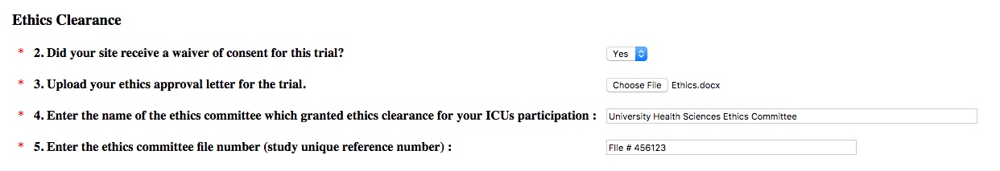 Ethics Clearance
* 2. Did your site receive a waiver of consent for this trial? Yes
* 3. Upload your ethics approval letter for the trial. Choose File Ethics.docx
* 4. Enter the name of the ethics committee which granted ethics clearance for your ICUs participation : University Health Sciences Ethics Committee
* 5. Enter the ethics committee file number (study unique reference number) : FIle # 456123